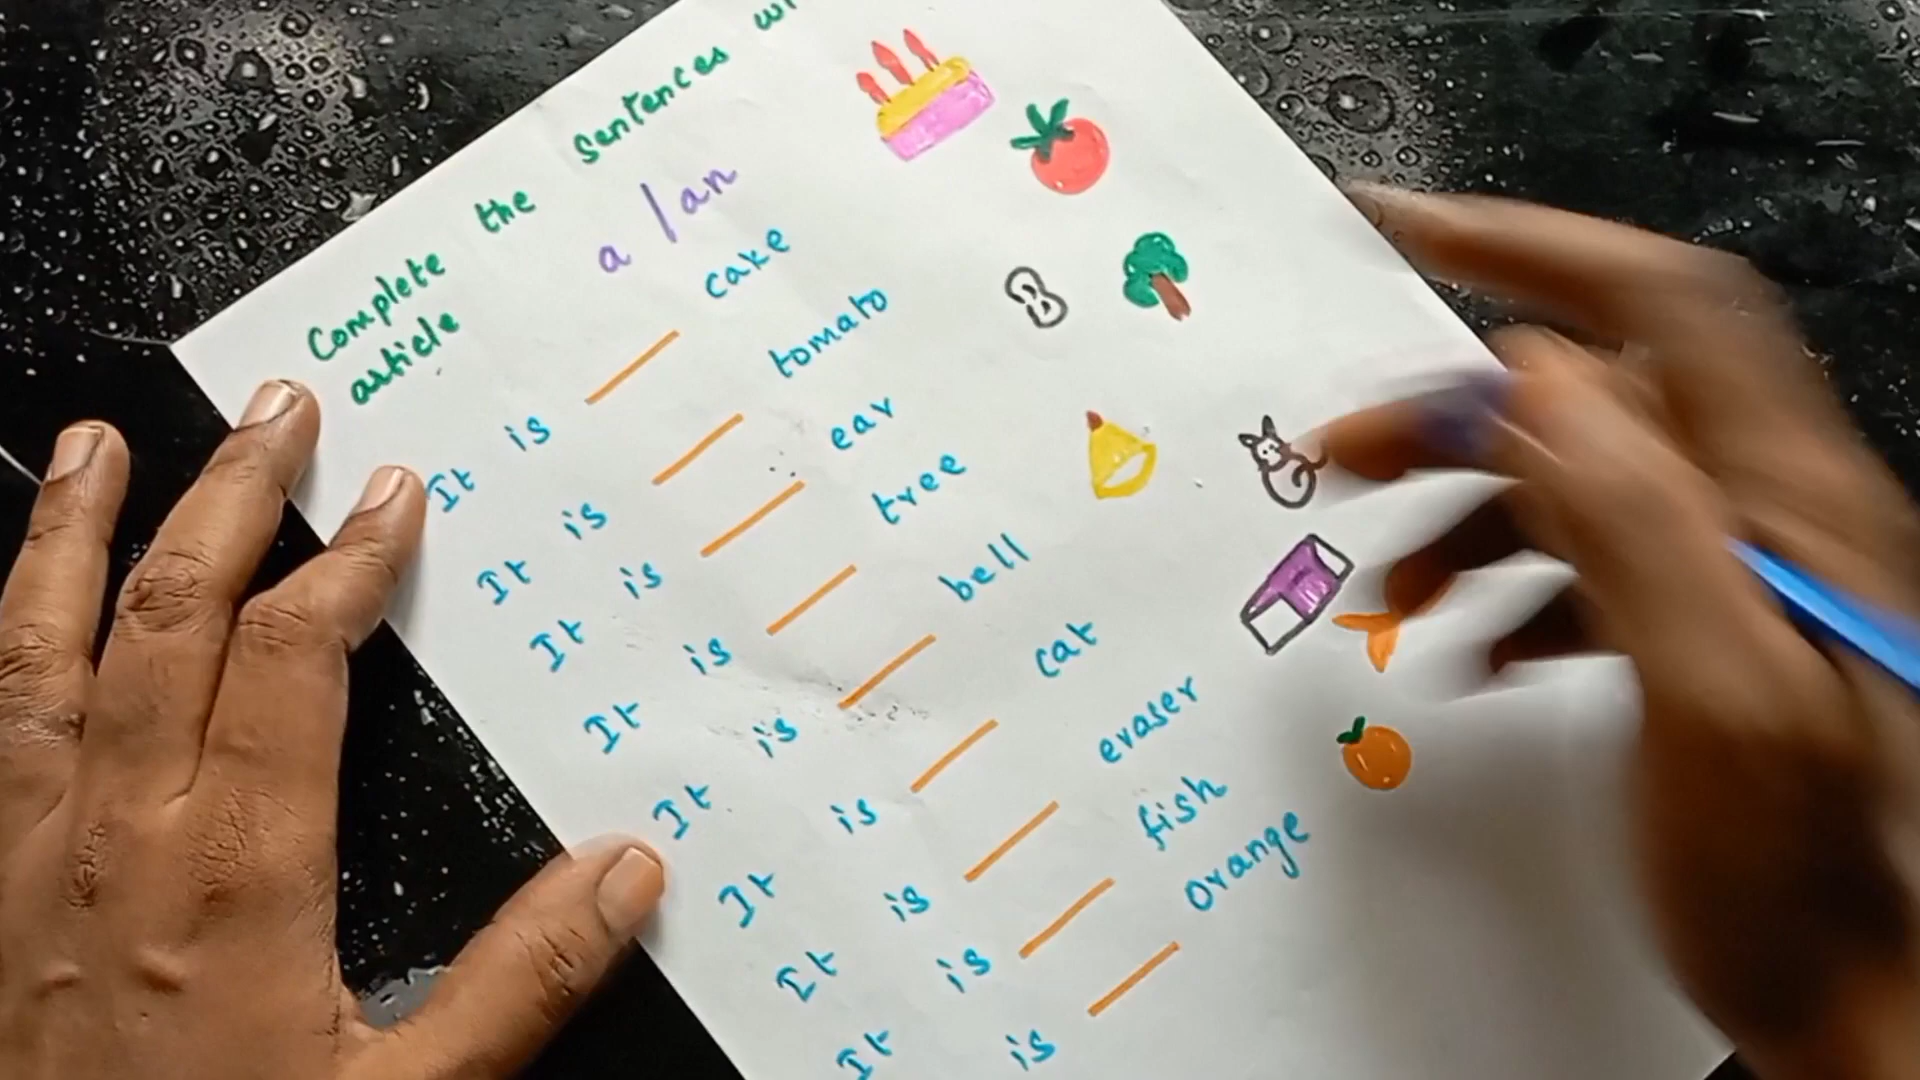 Complete the Sentences
article
a / an
It is ___ cake
It is ___ tomato
It is ___ ear
It is ___ tree
It is ___ bell
It is ___ cat
It is ___ eraser
It is ___ fish
is ___ orange